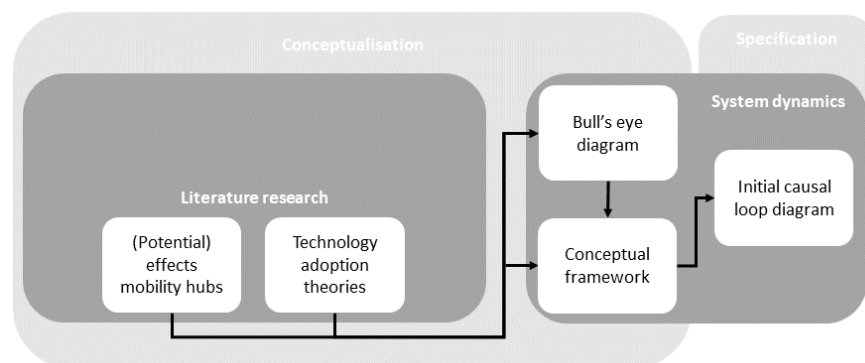 Conceptualisation
Specification
System dynamics
Bull's eye
diagram
Initial causal
loop diagram
Literature research
(Potential)
effects
mobility hubs
Technology
adoption
theories
Conceptual
framework